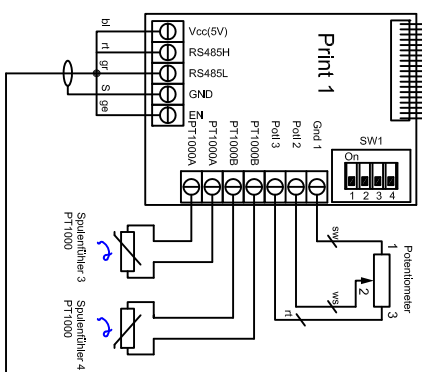 bl
rt
gr
S
ge
Vcc(5V)
RS485H
RS485L
GND
EN
Print 1
SW1
On
1 2 3 4
PT1000A
PT1000A
PT1000B
PT1000B
Poti 3
Poti 2
Gnd 1
sw
ws
rt
1
2
3
Potentiometer
Spulenfühler 3
PT1000
Spulenfühler 4
PT1000